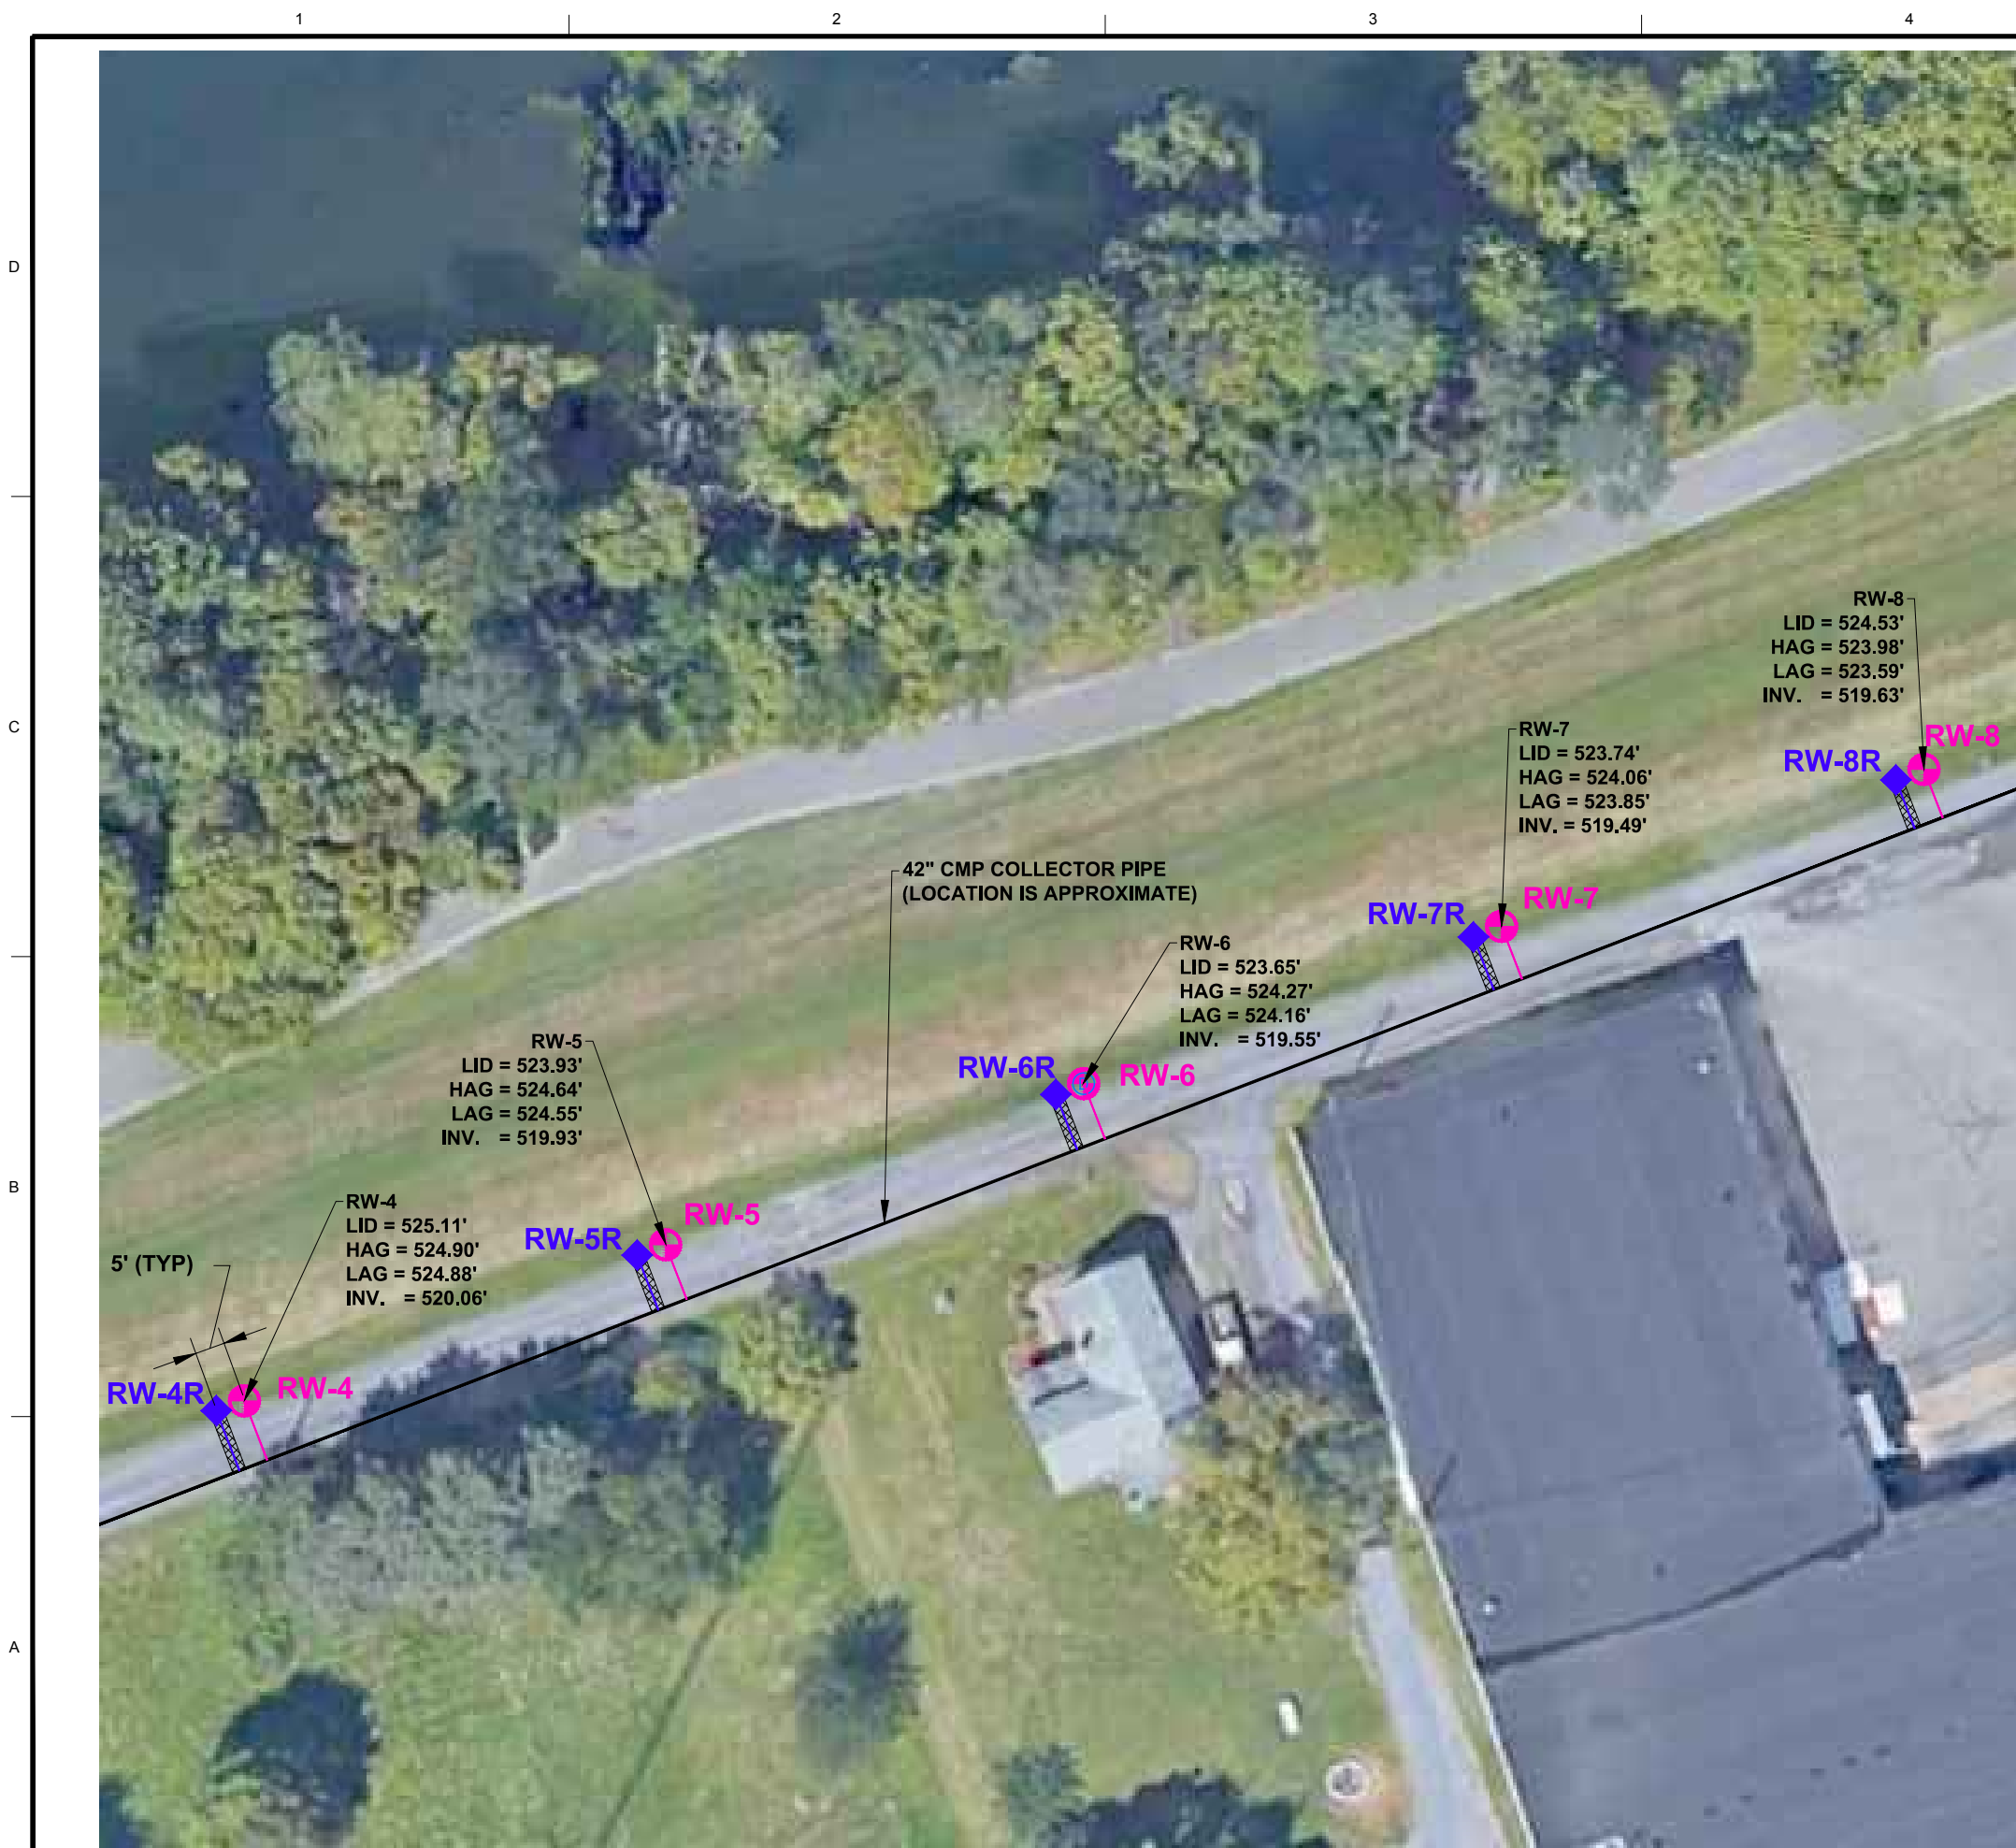 1
2
3
4
D
C
B
A
RW-8
LID = 524.53'
HAG = 523.98'
LAG = 523.59'
INV. = 519.63'
RW-8R
RW-8
RW-7
LID = 523.74'
HAG = 524.06'
LAG = 523.85'
INV. = 519.49'
RW-7R
RW-7
42" CMP COLLECTOR PIPE
(LOCATION IS APPROXIMATE)
RW-6
LID = 523.65'
HAG = 524.27'
LAG = 524.16'
INV. = 519.55'
RW-6R
RW-6
RW-5
LID = 523.93'
HAG = 524.64'
LAG = 524.55'
INV. = 519.93'
RW-5R
RW-5
RW-4
LID = 525.11'
HAG = 524.90'
LAG = 524.88'
INV. = 520.06'
5' (TYP)
RW-4R
RW-4